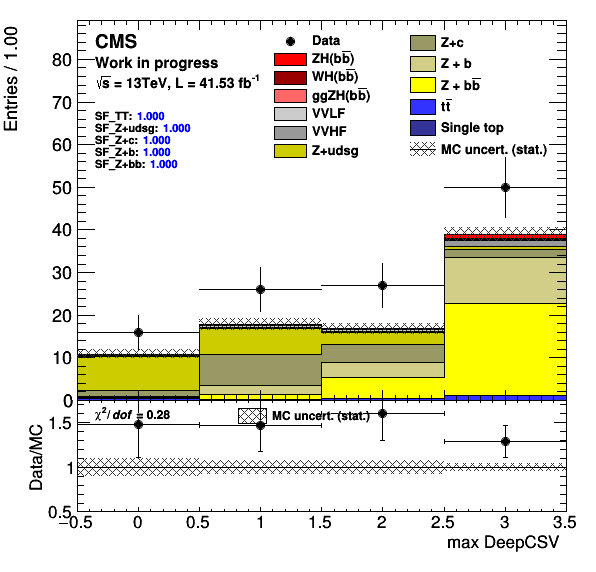 Entries / 1.00
CMS
Work in progress
√s = 13TeV, L = 41.53 fb⁻¹
SF_TT: 1.000
SF_Z+udsg: 1.000
SF_Z+c: 1.000
SF_Z+b: 1.000
SF_Z+bb: 1.000
Data
ZH(bb̅)
WH(bb̅)
ggZH(bb̅)
VVLF
VVHF
Z+udsg
Z+c
Z + b
Z + bb̅
tt̅
Single top
MC uncert. (stat.)
80
70
60
50
40
30
20
10
0
χ²/dof = 0.28
MC uncert. (stat.)
Data/MC
1.5
1
0.5
−0.5 0 0.5 1 1.5 2 2.5 3 3.5
max DeepCSV